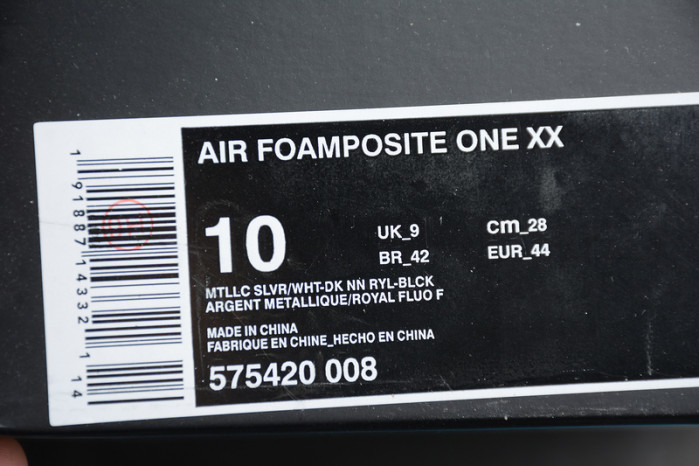 AIR FOAMPOSITE ONE XX
10
UK_9
cm_28
BR_42
EUR_44
MTLLC SLVR/WHT-DK NN RYL-BLCK
ARGENT METALLIQUE/ROYAL FLUO F
MADE IN CHINA
FABRIQUE EN CHINE_HECHO EN CHINA
575420 008
1 91887 14332 1 14